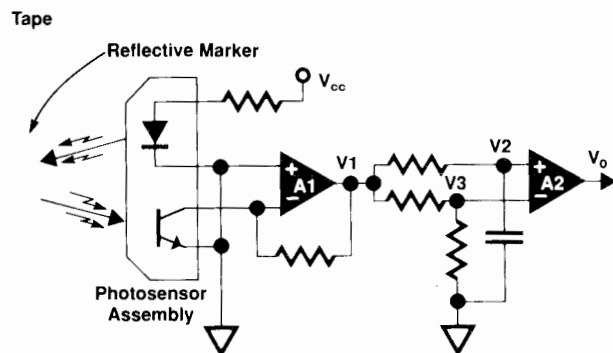 Tape
Reflective Marker
Vcc
V1
V2
+
A1
−
V3
+
A2
−
Vo
Photosensor
Assembly